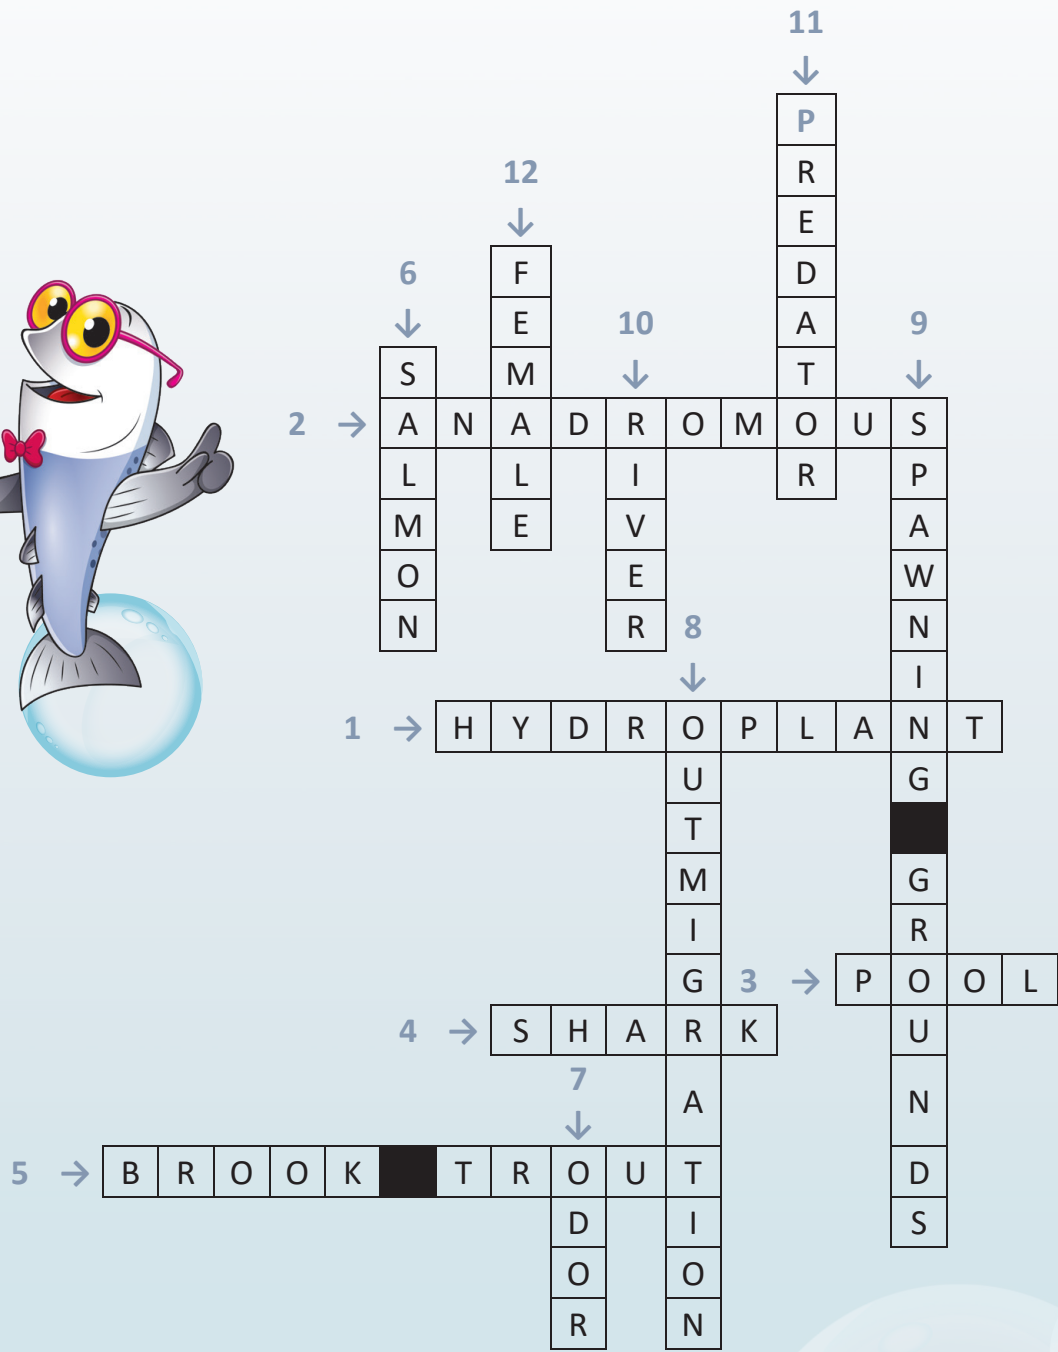 11
↓
P
R
12
↓ E
6 F D
↓ E 10 A 9
S M ↓ T ↓
2 → A N A D R O M O U S
L L I R P
M E V A
O E W
N R 8 N
↓ I
1 → H Y D R O P L A N T
U G
T
M G
I R
G 3 → P O O L
4 → S H A R K U
7
↓ A N
5 → B R O O K T R O U T D
D I S
O O
R N